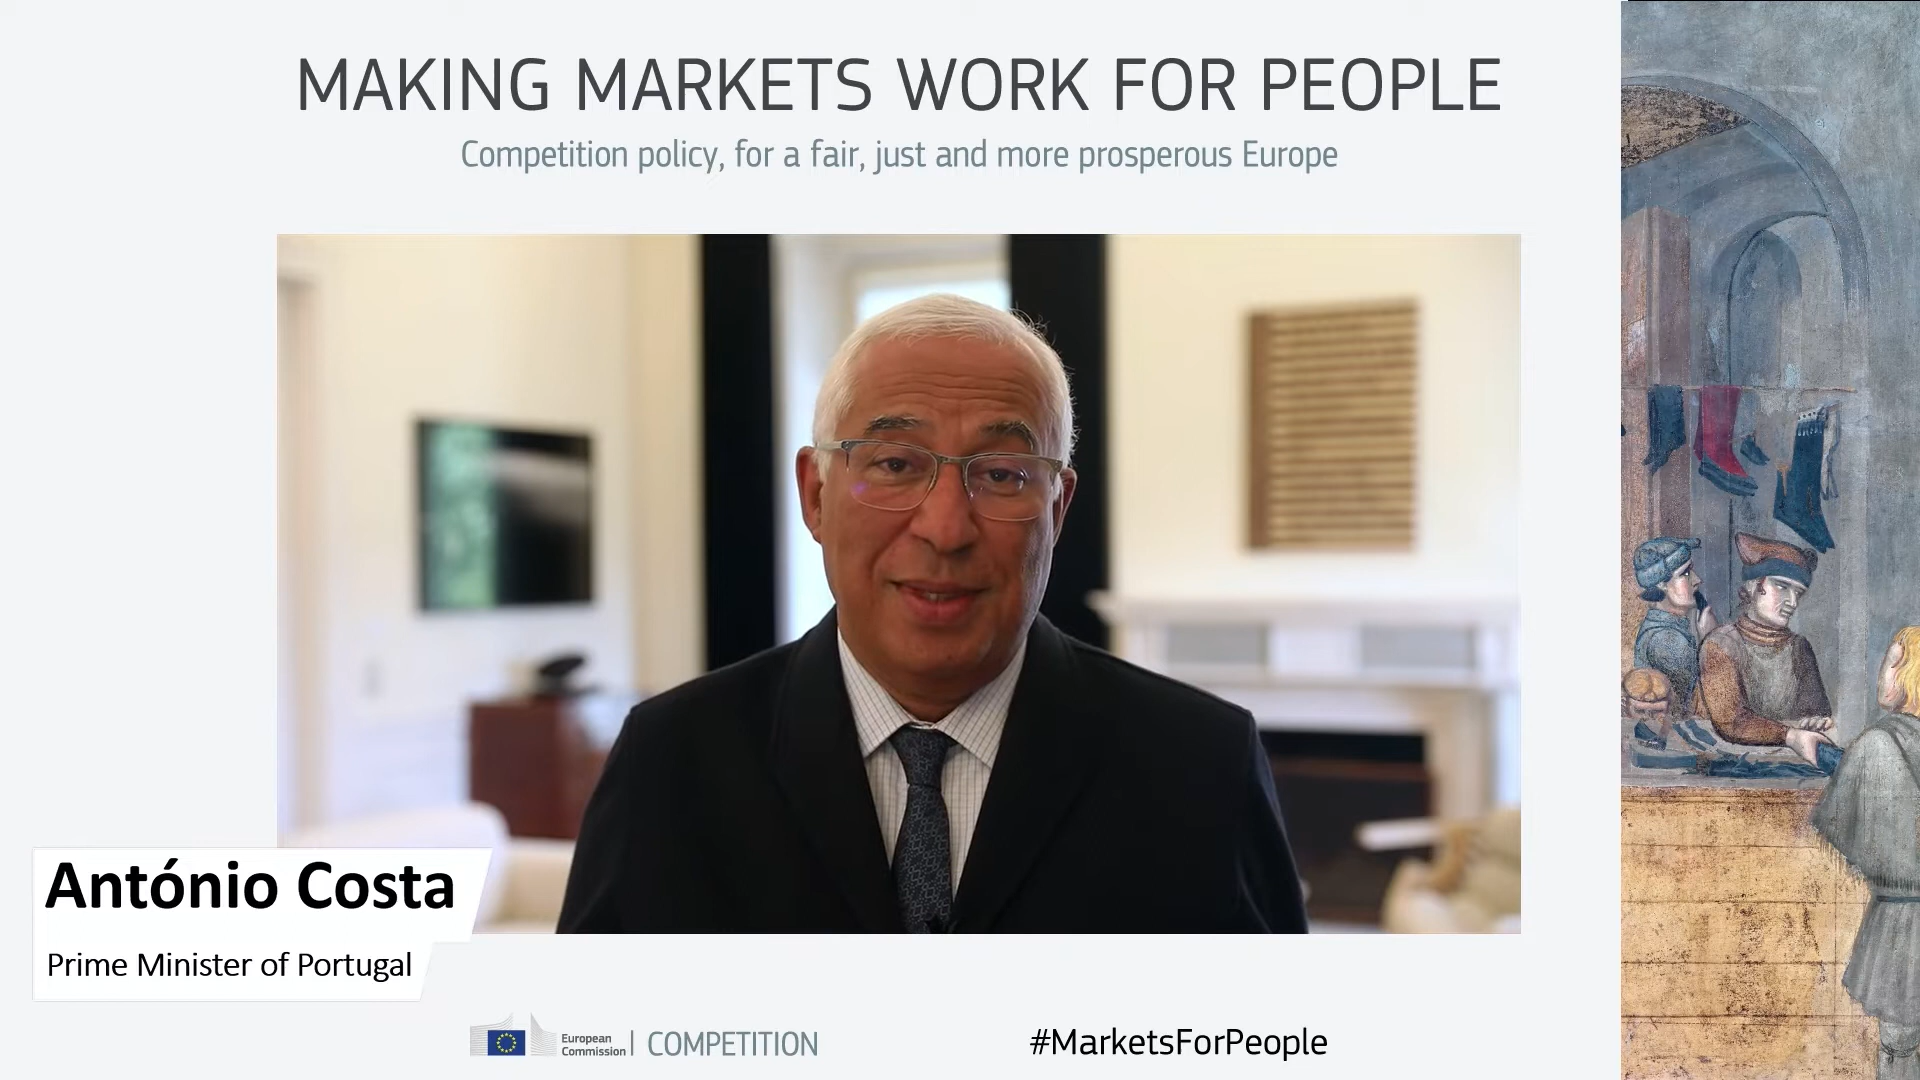 MAKING MARKETS WORK FOR PEOPLE
Competition policy, for a fair, just and more prosperous Europe
António Costa
Prime Minister of Portugal
European
Commission
COMPETITION
#MarketsForPeople